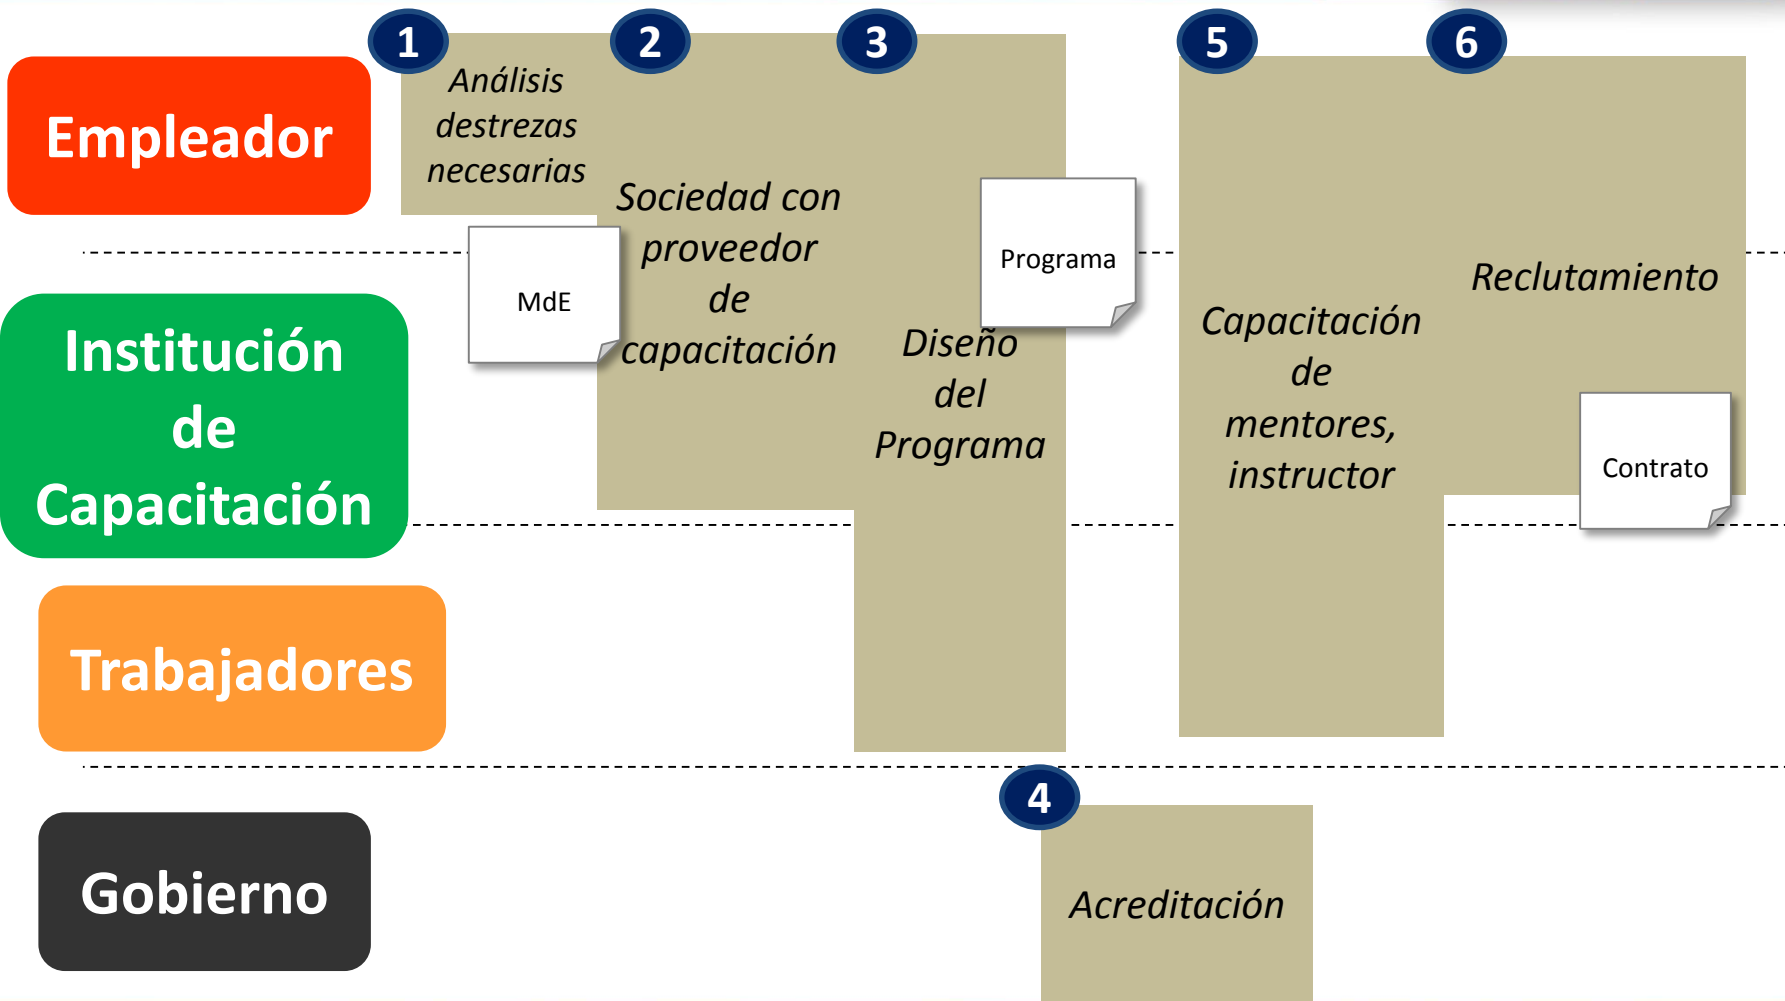 1
2
3
5
6
Empleador
Análisis
destrezas
necesarias
Sociedad con
proveedor
de
capacitación
MdE
Programa
Diseño
del
Programa
Capacitación
de
mentores,
instructor
Reclutamiento
Contrato
Institución
de
Capacitación
Trabajadores
4
Gobierno
Acreditación